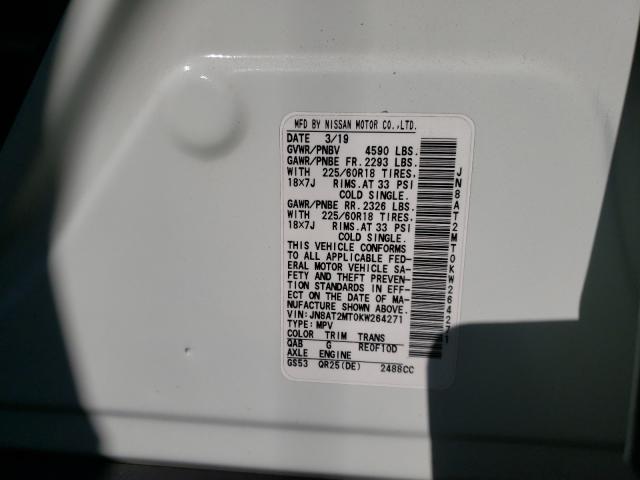 MFD BY NISSAN MOTOR CO.,LTD.
DATE 3/19
GVWR/PNBV 4590 LBS.
GAWR/PNBE FR. 2293 LBS.
WITH 225/60R18 TIRES.
18X7J RIMS. AT 33 PSI
COLD SINGLE.
GAWR/PNBE RR. 2326 LBS.
WITH 225/60R18 TIRES.
18X7J RIMS. AT 33 PSI
COLD SINGLE.
THIS VEHICLE CONFORMS
TO ALL APPLICABLE FED-
ERAL MOTOR VEHICLE SA-
FETY AND THEFT PREVEN-
TION STANDARDS IN EFF-
ECT ON THE DATE OF MA-
NUFACTURE SHOWN ABOVE.
VIN: JN8AT2MT0KW264271
TYPE: MPV
COLOR TRIM TRANS
QAB G RE0F10D
AXLE ENGINE
GS53 QR25(DE) 2488CC
JN8AT2MT0KW264271